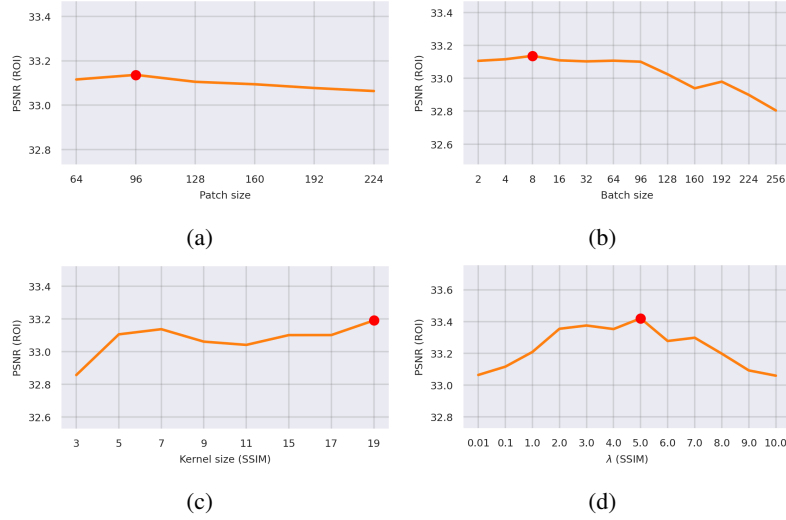 33.4
33.2
33.0
32.8
PSNR (ROI)
64 96 128 160 192 224
Patch size
(a)
33.4
33.2
33.0
32.8
32.6
PSNR (ROI)
2 4 8 16 32 64 96 128 160 192 224 256
Batch size
(b)
33.4
33.2
33.0
32.8
32.6
PSNR (ROI)
3 5 7 9 11 15 17 19
Kernel size (SSIM)
(c)
33.6
33.4
33.2
33.0
32.8
PSNR (ROI)
0.01 0.1 1.0 2.0 3.0 4.0 5.0 6.0 7.0 8.0 9.0 10.0
λ (SSIM)
(d)